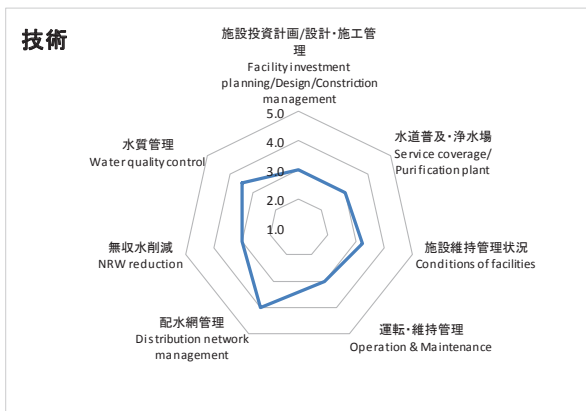 技術
施設投資計画/設計・施工管
理
Facility investment
planning/Design/Constriction
management
5.0
4.0
3.0
2.0
1.0
水道普及・浄水場
Service coverage/
Purification plant
施設維持管理状況
Conditions of facilities
運転・維持管理
Operation & Maintenance
配水網管理
Distribution network
management
無収水削減
NRW reduction
水質管理
Water quality control